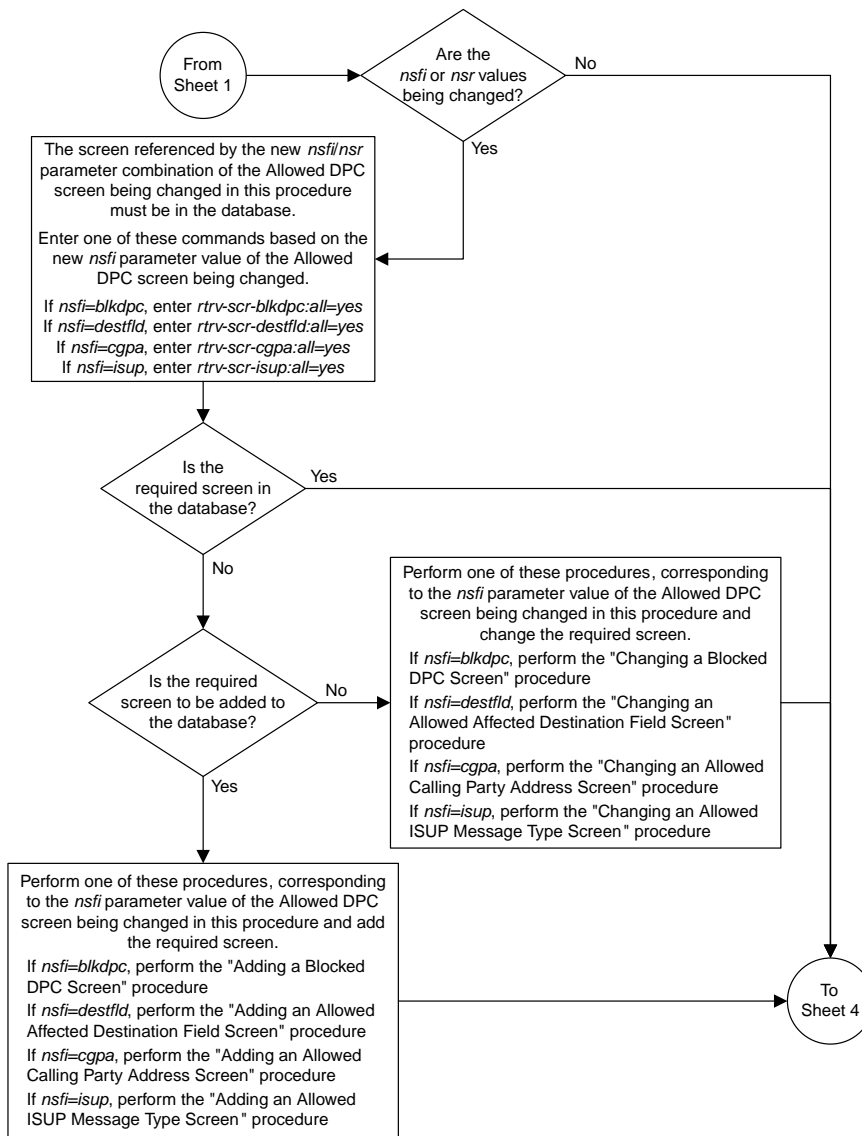 From
Sheet 1
Are the
nsfi or nsr values
being changed?
No
Yes
The screen referenced by the new nsfi/nsr
parameter combination of the Allowed DPC
screen being changed in this procedure
must be in the database.
Enter one of these commands based on the
new nsfi parameter value of the Allowed
DPC screen being changed.
If nsfi=blkdpc, enter rtrv-scr-blkdpc:all=yes
If nsfi=destfld, enter rtrv-scr-destfld:all=yes
If nsfi=cgpa, enter rtrv-scr-cgpa:all=yes
If nsfi=isup, enter rtrv-scr-isup:all=yes
Is the
required screen in
the database?
Yes
No
Is the required
screen to be added to
the database?
No
Yes
Perform one of these procedures, corresponding
to the nsfi parameter value of the Allowed DPC
screen being changed in this procedure and
change the required screen.
If nsfi=blkdpc, perform the "Changing a Blocked
DPC Screen" procedure
If nsfi=destfld, perform the "Changing an
Allowed Affected Destination Field Screen"
procedure
If nsfi=cgpa, perform the "Changing an Allowed
Calling Party Address Screen" procedure
If nsfi=isup, perform the "Changing an Allowed
ISUP Message Type Screen" procedure
Perform one of these procedures, corresponding
to the nsfi parameter value of the Allowed DPC
screen being changed in this procedure and add
the required screen.
If nsfi=blkdpc, perform the "Adding a Blocked
DPC Screen" procedure
If nsfi=destfld, perform the "Adding an Allowed
Affected Destination Field Screen" procedure
If nsfi=cgpa, perform the "Adding an Allowed
Calling Party Address Screen" procedure
If nsfi=isup, perform the "Adding an Allowed
ISUP Message Type Screen" procedure
To
Sheet 4